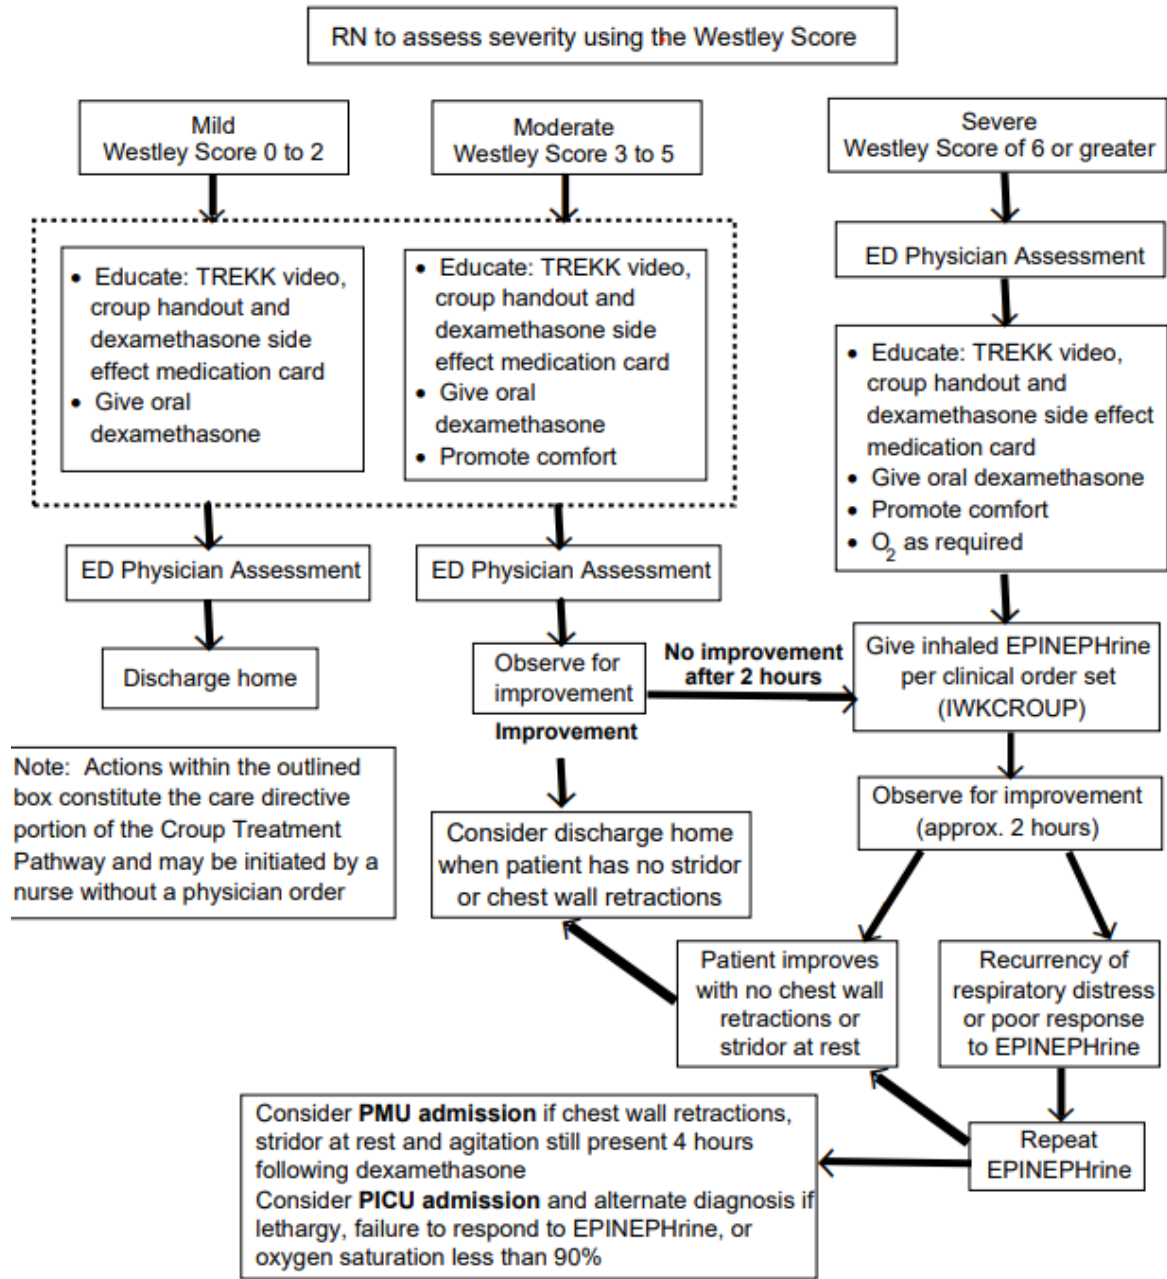 RN to assess severity using the Westley Score
Mild
Westley Score 0 to 2
Moderate
Westley Score 3 to 5
Severe
Westley Score of 6 or greater
• Educate: TREKK video,
croup handout and
dexamethasone side
effect medication card
• Give oral
dexamethasone
• Educate: TREKK video,
croup handout and
dexamethasone side
effect medication card
• Give oral
dexamethasone
• Promote comfort
ED Physician Assessment
• Educate: TREKK video,
croup handout and
dexamethasone side effect
medication card
• Give oral dexamethasone
• Promote comfort
• O2 as required
ED Physician Assessment
ED Physician Assessment
Discharge home
Observe for
improvement
No improvement
after 2 hours
Give inhaled EPINEPHrine
per clinical order set
(IWKCROUP)
Improvement
Note: Actions within the outlined
box constitute the care directive
portion of the Croup Treatment
Pathway and may be initiated by a
nurse without a physician order
Consider discharge home
when patient has no stridor
or chest wall retractions
Observe for improvement
(approx. 2 hours)
Patient improves
with no chest wall
retractions or
stridor at rest
Recurrency of
respiratory distress
or poor response
to EPINEPHrine
Repeat
EPINEPHrine
Consider PMU admission if chest wall retractions,
stridor at rest and agitation still present 4 hours
following dexamethasone
Consider PICU admission and alternate diagnosis if
lethargy, failure to respond to EPINEPHrine, or
oxygen saturation less than 90%